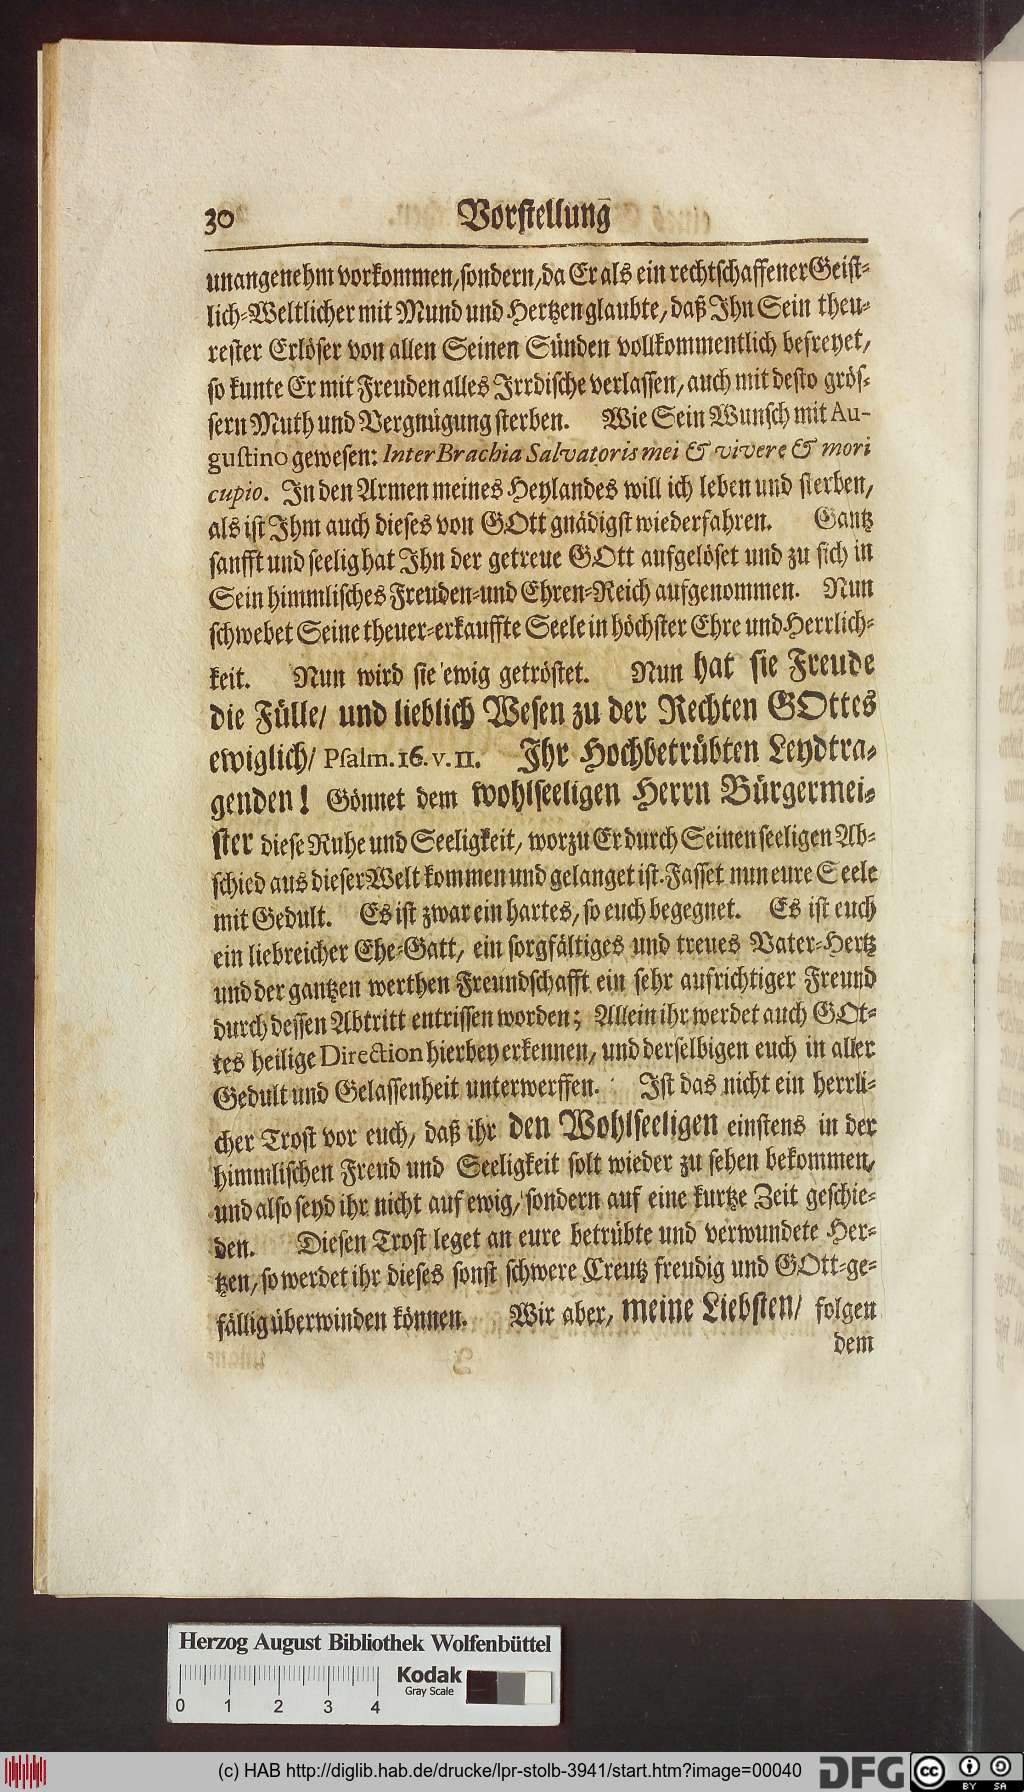 30 Vorstellung
unangenehm vorkommen, sondern, da Er als ein rechtschaffener Geist-
lich-Weltlicher mit Mund und Hertzen glaubte, daß Ihn Sein theu-
rester Erlöser von allen Seinen Sünden vollkommentlich befreyet,
so kunte Er mit Freuden alles Irrdische verlassen, auch mit desto grös-
sern Muth und Vergnügung sterben. Wie Sein Wunsch mit Au-
gustino gewesen: Inter Brachia Salvatoris mei & vivere & mori
cupio. In den Armen meines Heylandes will ich leben und sterben,
als ist Ihm auch dieses von GOtt gnädigst wiederfahren. Gantz
sanfft und seelig hat Ihn der getreue GOtt aufgelöset und zu sich in
Sein himmlisches Freuden-und Ehren-Reich aufgenommen. Nun
schwebet Seine theuer-erkauffte Seele in höchster Ehre und Herrlich-
keit. Nun wird sie ewig getröstet. Nun hat sie Freude
die Fülle/ und lieblich Wesen zu der Rechten GOttes
ewiglich/ Psalm. 16. v. 11. Ihr Hochbetrübten Leydtra-
genden! Gönnet dem wohlseeligen Herrn Bürgermei-
ster diese Ruhe und Seeligkeit, worzu Er durch Seinen seeligen Ab-
schied aus dieser Welt kommen und gelanget ist. Fasset nun eure Seele
mit Gedult. Es ist zwar ein hartes, so euch begegnet. Es ist euch
ein liebreicher Ehe-Gatt, ein sorgfältiges und treues Vater-Hertz
und der gantzen werthen Freundschafft ein sehr aufrichtiger Freund
durch dessen Abtritt entrissen worden; Allein ihr werdet auch GOt-
tes heilige Direction hierbey erkennen, und derselbigen euch in aller
Gedult und Gelassenheit unterwerffen. Ist das nicht ein herrli-
cher Trost vor euch, daß ihr den Wohlseeligen einstens in der
himmlischen Freud und Seeligkeit solt wieder zu sehen bekommen,
und also seyd ihr nicht auf ewig, sondern auf eine kurtze Zeit geschie-
den. Diesen Trost leget an eure betrübte und verwundete Her-
tzen, so werdet ihr dieses sonst schwere Creutz freudig und GOtt-ge-
fällig überwinden können. Wir aber, meine Liebsten/ folgen
dem
Herzog August Bibliothek Wolfenbüttel
Kodak
Gray Scale
0 1 2 3 4
(c) HAB http://diglib.hab.de/drucke/lpr-stolb-3941/start.htm?image=00040
DFG
cc BY SA